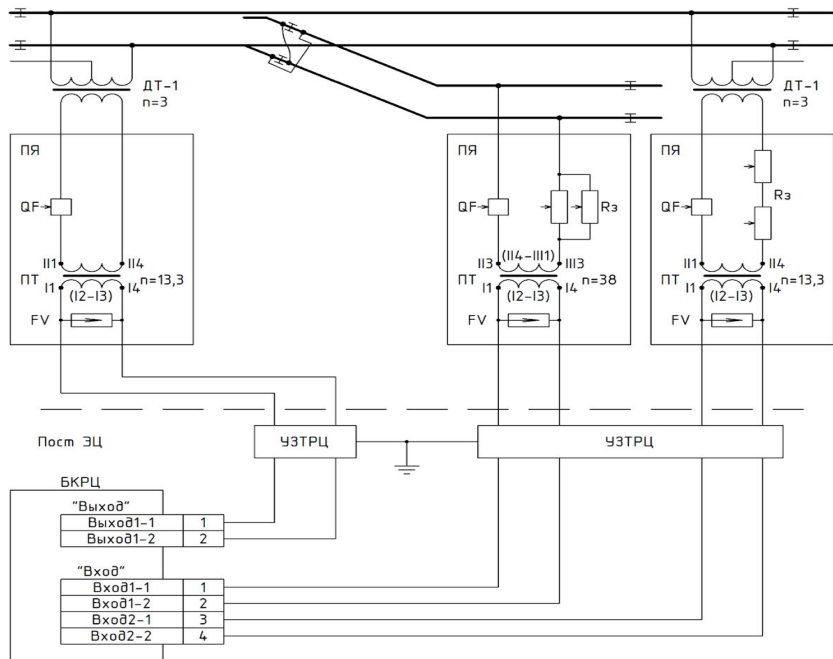 ДТ-1
n=3
ДТ-1
n=3
ПЯ
ПЯ
ПЯ
QF
QF
Rз
QF
Rз
II1
II4
II3
(II4-III1)
III3
II1
II4
ПТ
n=13,3
ПТ
n=38
ПТ
n=13,3
I1
(I2-I3)
I4
I1
(I2-I3)
I4
I1
(I2-I3)
I4
FV
FV
FV
Пост ЭЦ
УЗТРЦ
УЗТРЦ
БКРЦ
"Выход"
Выход1-1 1
Выход1-2 2
"Вход"
Вход1-1 1
Вход1-2 2
Вход2-1 3
Вход2-2 4